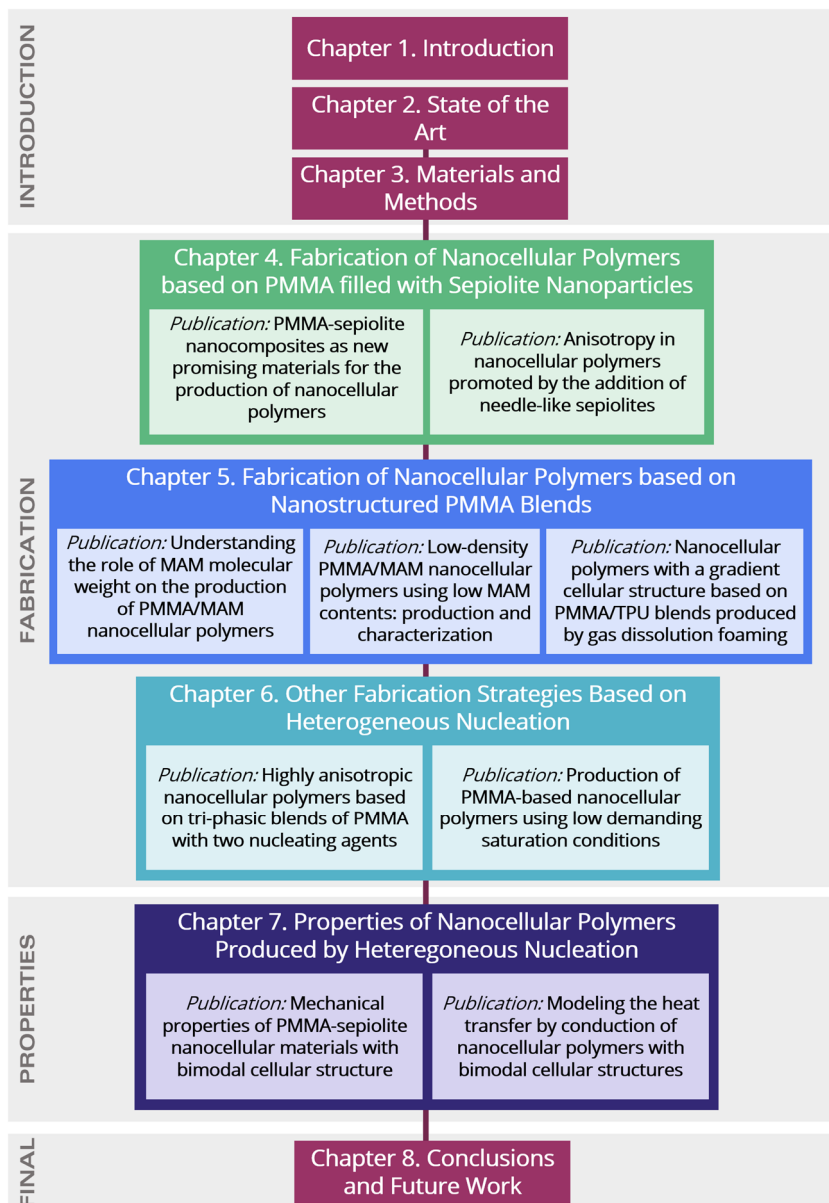 INTRODUCTION
Chapter 1. Introduction
Chapter 2. State of the
Art
Chapter 3. Materials and
Methods
FABRICATION
Chapter 4. Fabrication of Nanocellular Polymers
based on PMMA filled with Sepiolite Nanoparticles
Publication: PMMA-sepiolite
nanocomposites as new
promising materials for the
production of nanocellular
polymers
Publication: Anisotropy in
nanocellular polymers
promoted by the addition of
needle-like sepiolites
Chapter 5. Fabrication of Nanocellular Polymers based on
Nanostructured PMMA Blends
Publication: Understanding
the role of MAM molecular
weight on the production
of PMMA/MAM
nanocellular polymers
Publication: Low-density
PMMA/MAM nanocellular
polymers using low MAM
contents: production and
characterization
Publication: Nanocellular
polymers with a gradient
cellular structure based on
PMMA/TPU blends produced
by gas dissolution foaming
Chapter 6. Other Fabrication Strategies Based on
Heterogeneous Nucleation
Publication: Highly anisotropic
nanocellular polymers based
on tri-phasic blends of PMMA
with two nucleating agents
Publication: Production of
PMMA-based nanocellular
polymers using low demanding
saturation conditions
PROPERTIES
Chapter 7. Properties of Nanocellular Polymers
Produced by Heteregoneous Nucleation
Publication: Mechanical
properties of PMMA-sepiolite
nanocellular materials with
bimodal cellular structure
Publication: Modeling the heat
transfer by conduction of
nanocellular polymers with
bimodal cellular structures
FINAL
Chapter 8. Conclusions
and Future Work